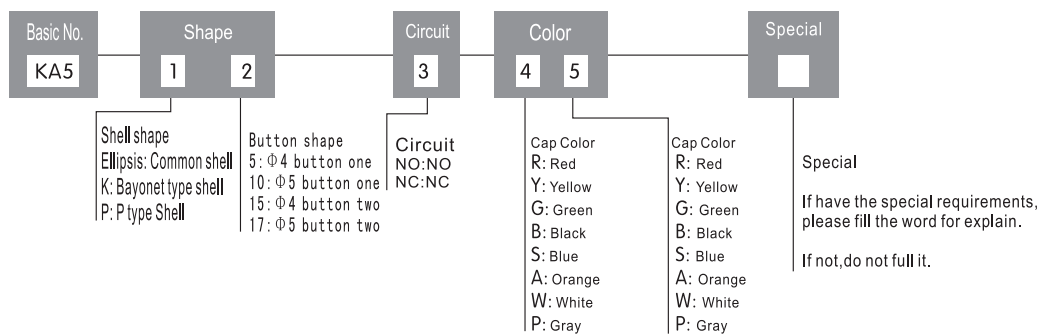 Basic No.
Shape
Circuit
Color
Special
KA5
1
2
3
4
5
Shell shape
Ellipsis: Common shell
K: Bayonet type shell
P: P type Shell
Button shape
5: Φ4 button one
10: Φ5 button one
15: Φ4 button two
17: Φ5 button two
Circuit
NO:NO
NC:NC
Cap Color
R: Red
Y: Yellow
G: Green
B: Black
S: Blue
A: Orange
W: White
P: Gray
Cap Color
R: Red
Y: Yellow
G: Green
B: Black
S: Blue
A: Orange
W: White
P: Gray
Special
If have the special requirements,
please fill the word for explain.
If not,do not full it.